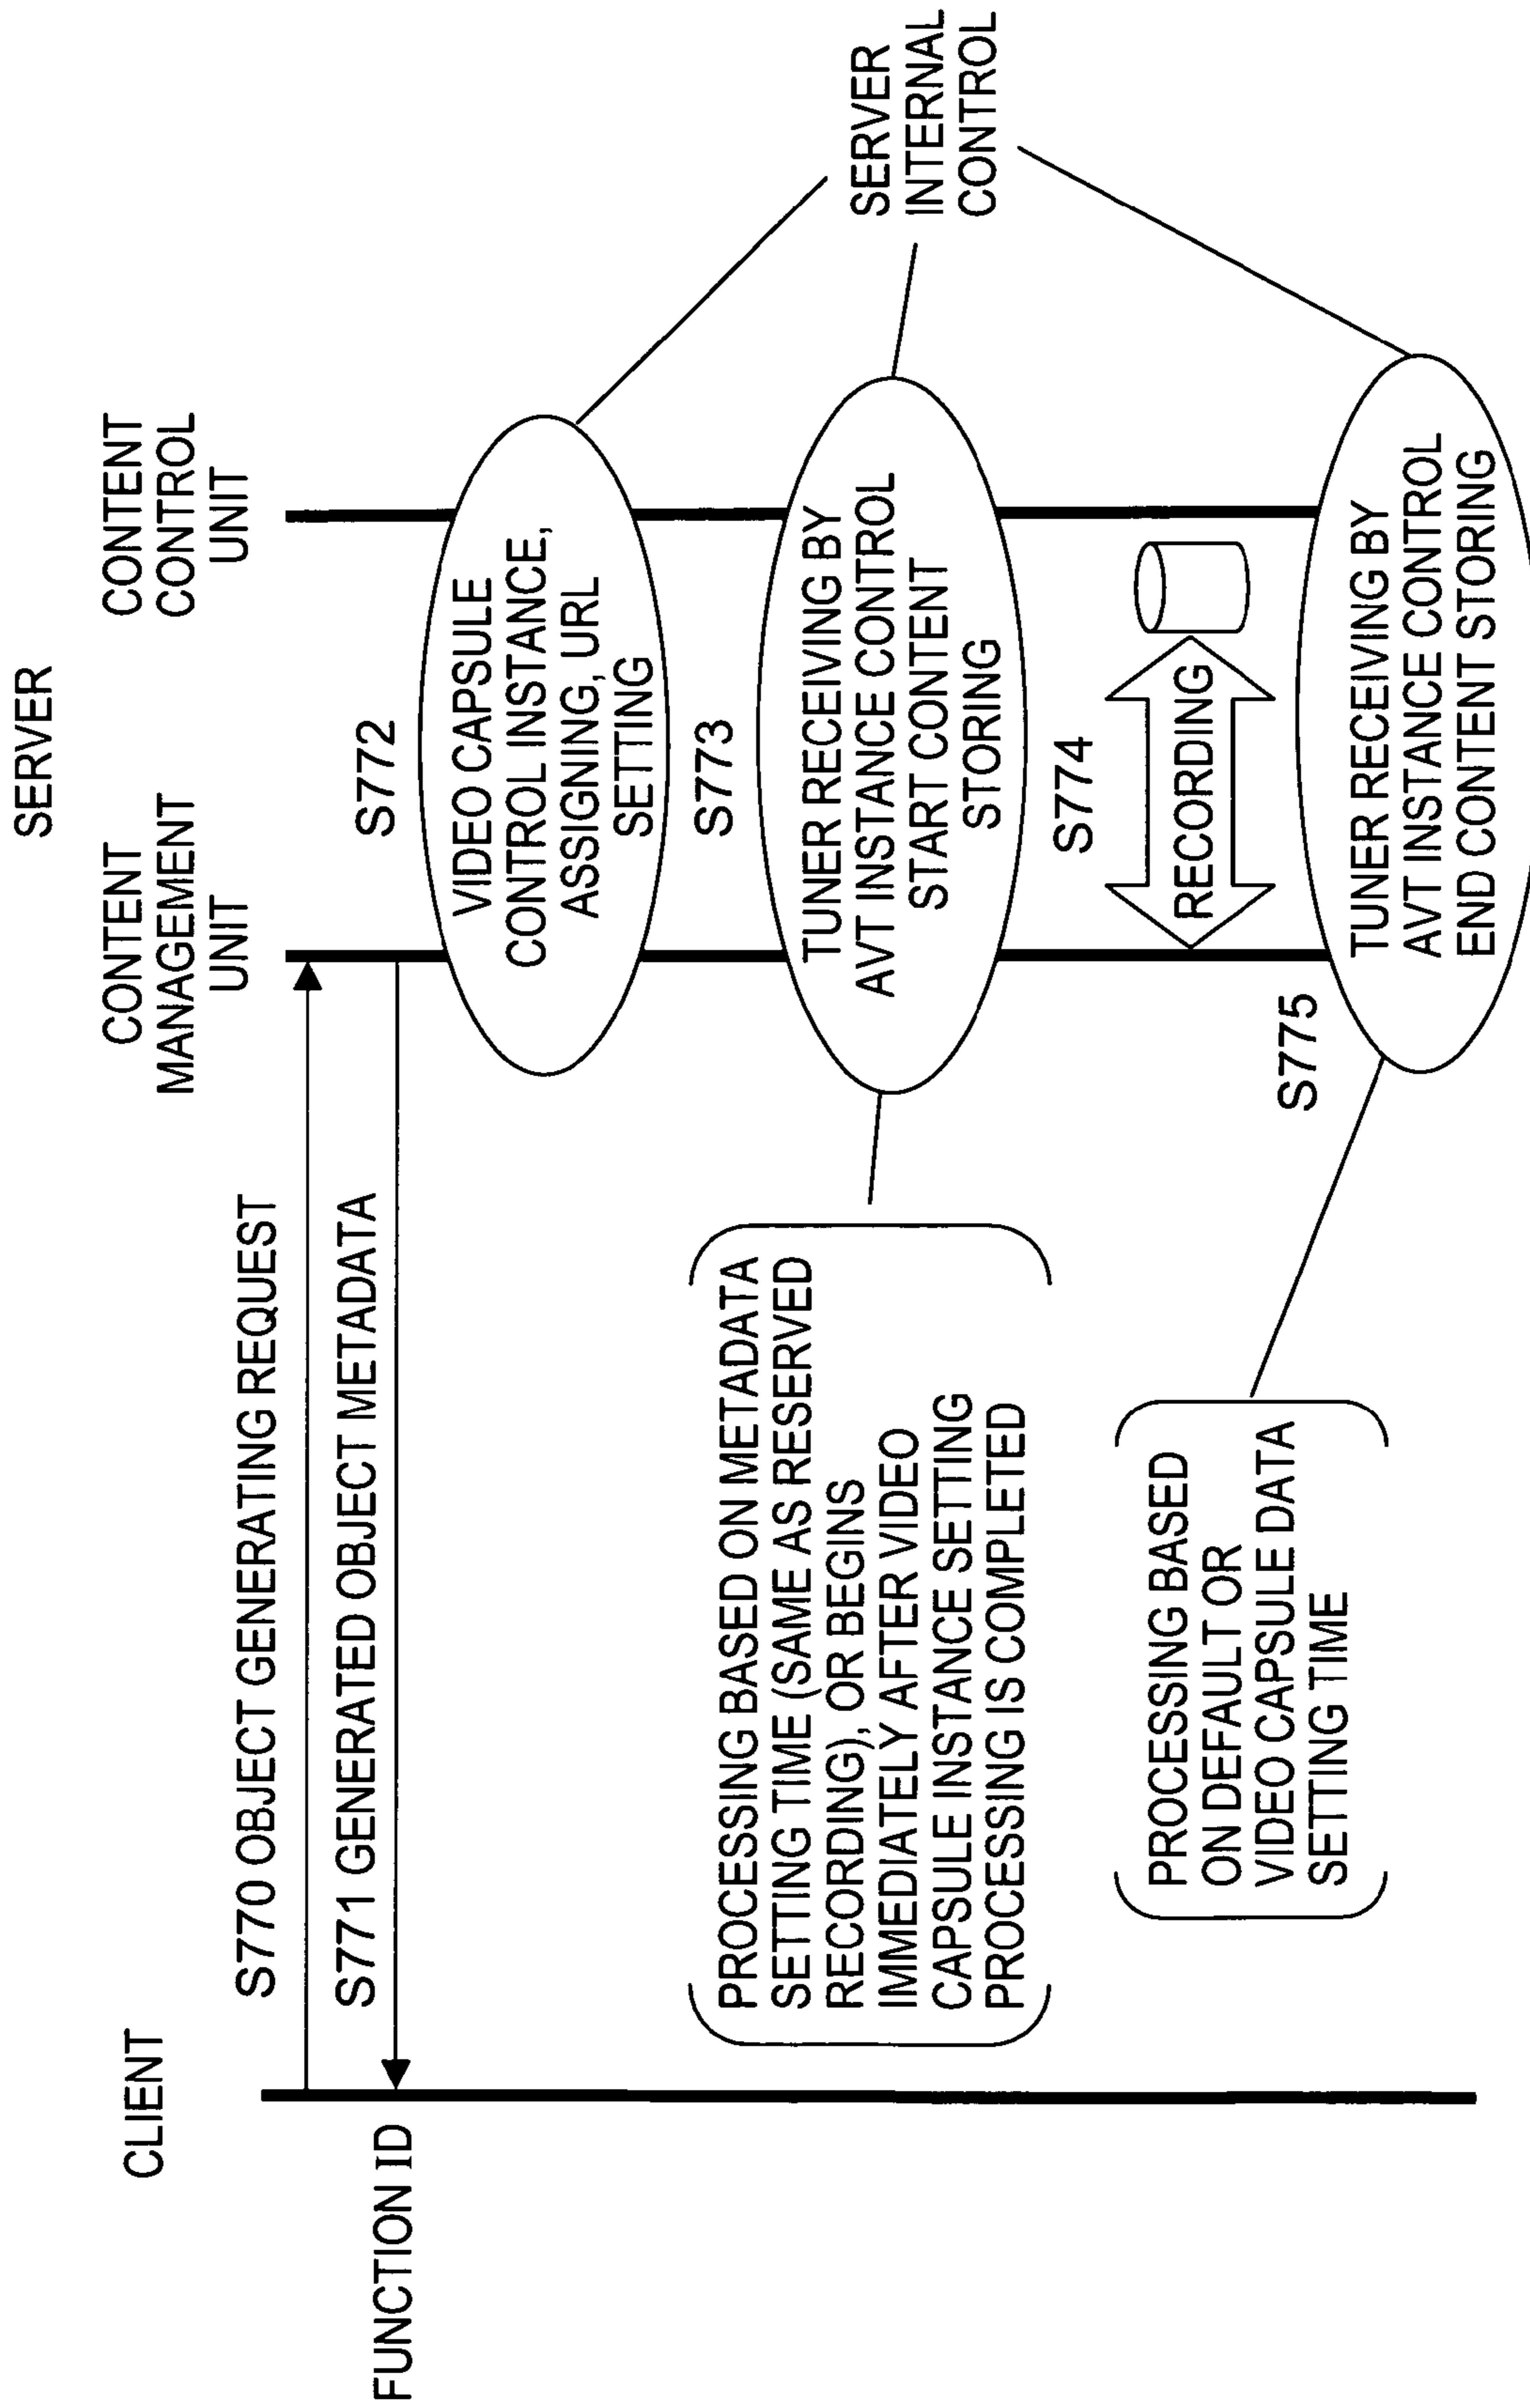 SERVER
CLIENT
CONTENT
MANAGEMENT
UNIT
CONTENT
CONTROL
UNIT
S770 OBJECT GENERATING REQUEST
S771 GENERATED OBJECT METADATA
FUNCTION ID
S772
VIDEO CAPSULE
CONTROL INSTANCE,
ASSIGNING, URL
SETTING
S773
TUNER RECEIVING BY
AVT INSTANCE CONTROL
START CONTENT
STORING
PROCESSING BASED ON METADATA
SETTING TIME (SAME AS RESERVED
RECORDING), OR BEGINS
IMMEDIATELY AFTER VIDEO
CAPSULE INSTANCE SETTING
PROCESSING IS COMPLETED
SERVER
INTERNAL
CONTROL
S774
RECORDING
S775
TUNER RECEIVING BY
AVT INSTANCE CONTROL
END CONTENT STORING
PROCESSING BASED
ON DEFAULT OR
VIDEO CAPSULE DATA
SETTING TIME